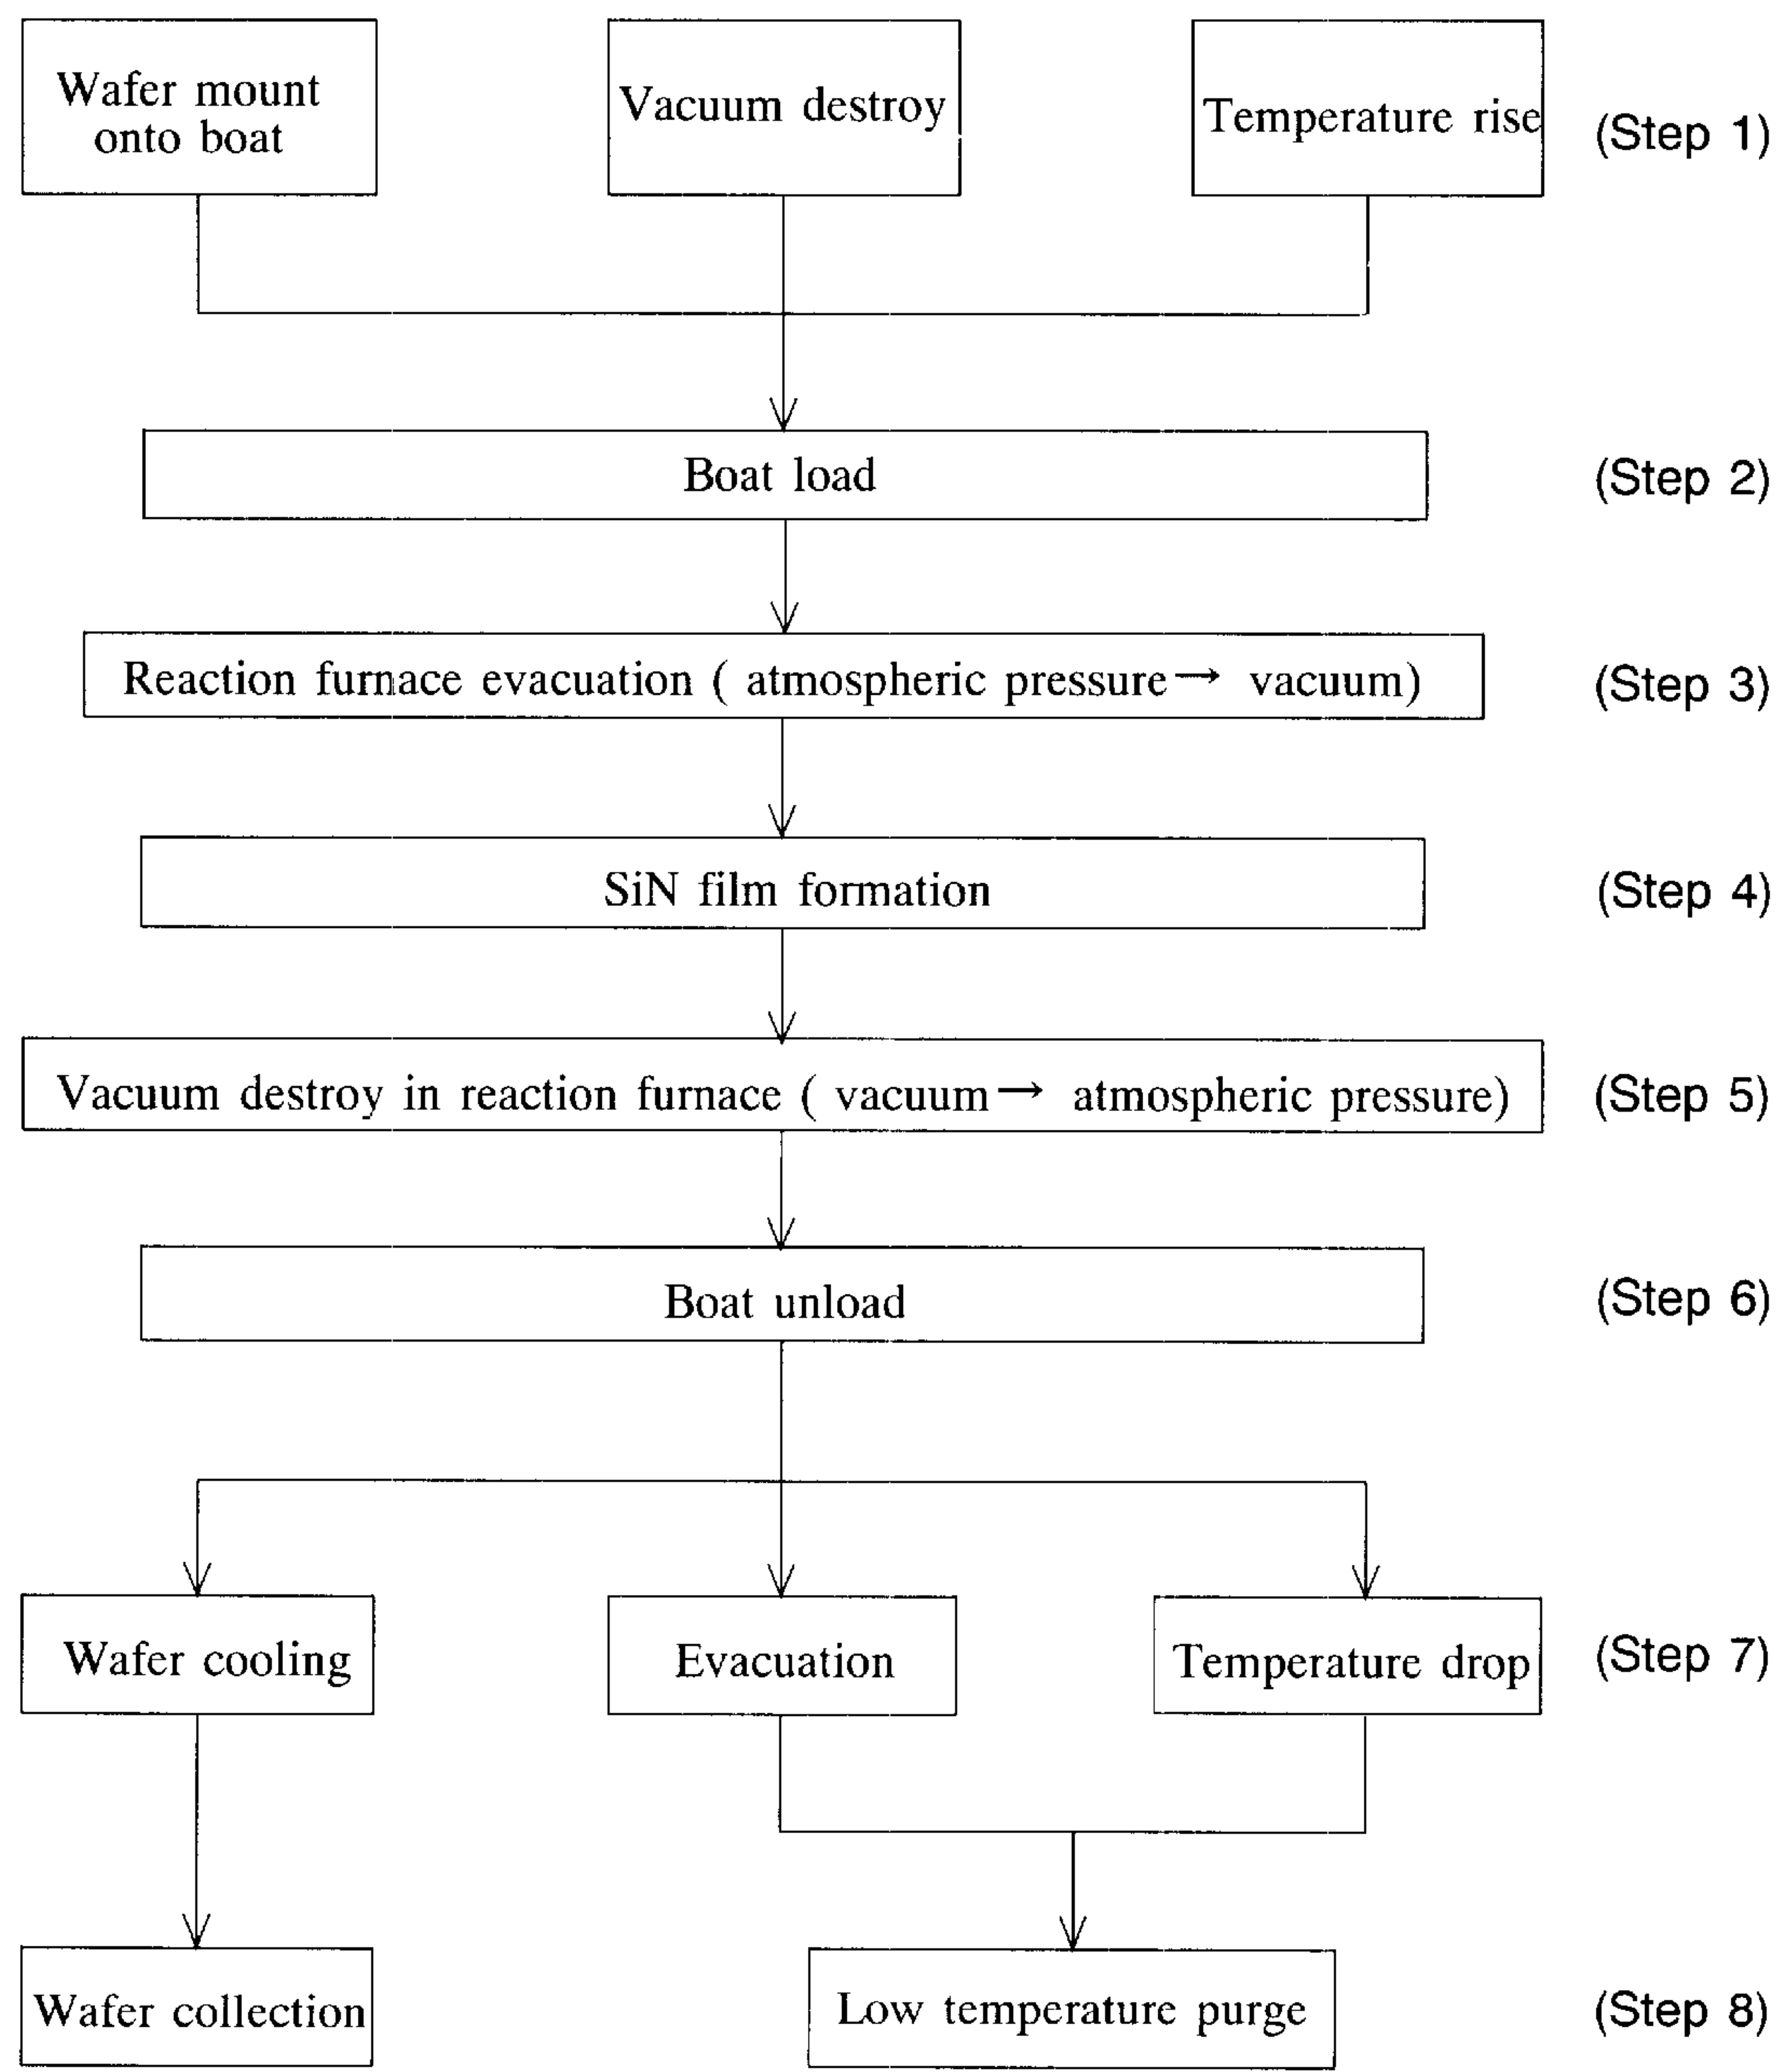 Wafer mount
onto boat
Vacuum destroy
Temperature rise
(Step 1)
Boat load
(Step 2)
Reaction furnace evacuation ( atmospheric pressure→ vacuum)
(Step 3)
SiN film formation
(Step 4)
Vacuum destroy in reaction furnace ( vacuum→ atmospheric pressure)
(Step 5)
Boat unload
(Step 6)
Wafer cooling
Evacuation
Temperature drop
(Step 7)
Wafer collection
Low temperature purge
(Step 8)